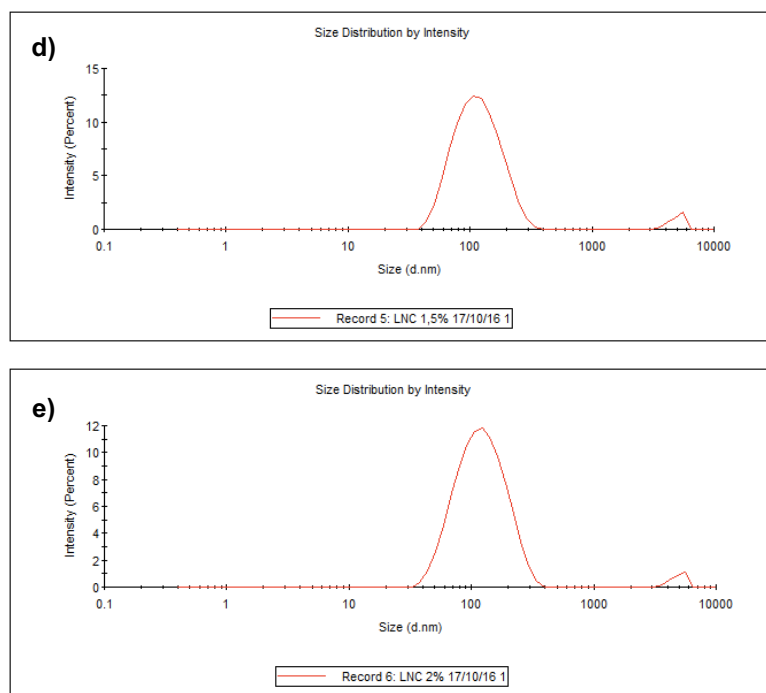 d)
Size Distribution by Intensity
15
10
5
0
Intensity (Percent)
0.1 1 10 100 1000 10000
Size (d.nm)
Record 5: LNC 1,5% 17/10/16 1
e)
Size Distribution by Intensity
12
10
8
6
4
2
0
Intensity (Percent)
0.1 1 10 100 1000 10000
Size (d.nm)
Record 6: LNC 2% 17/10/16 1